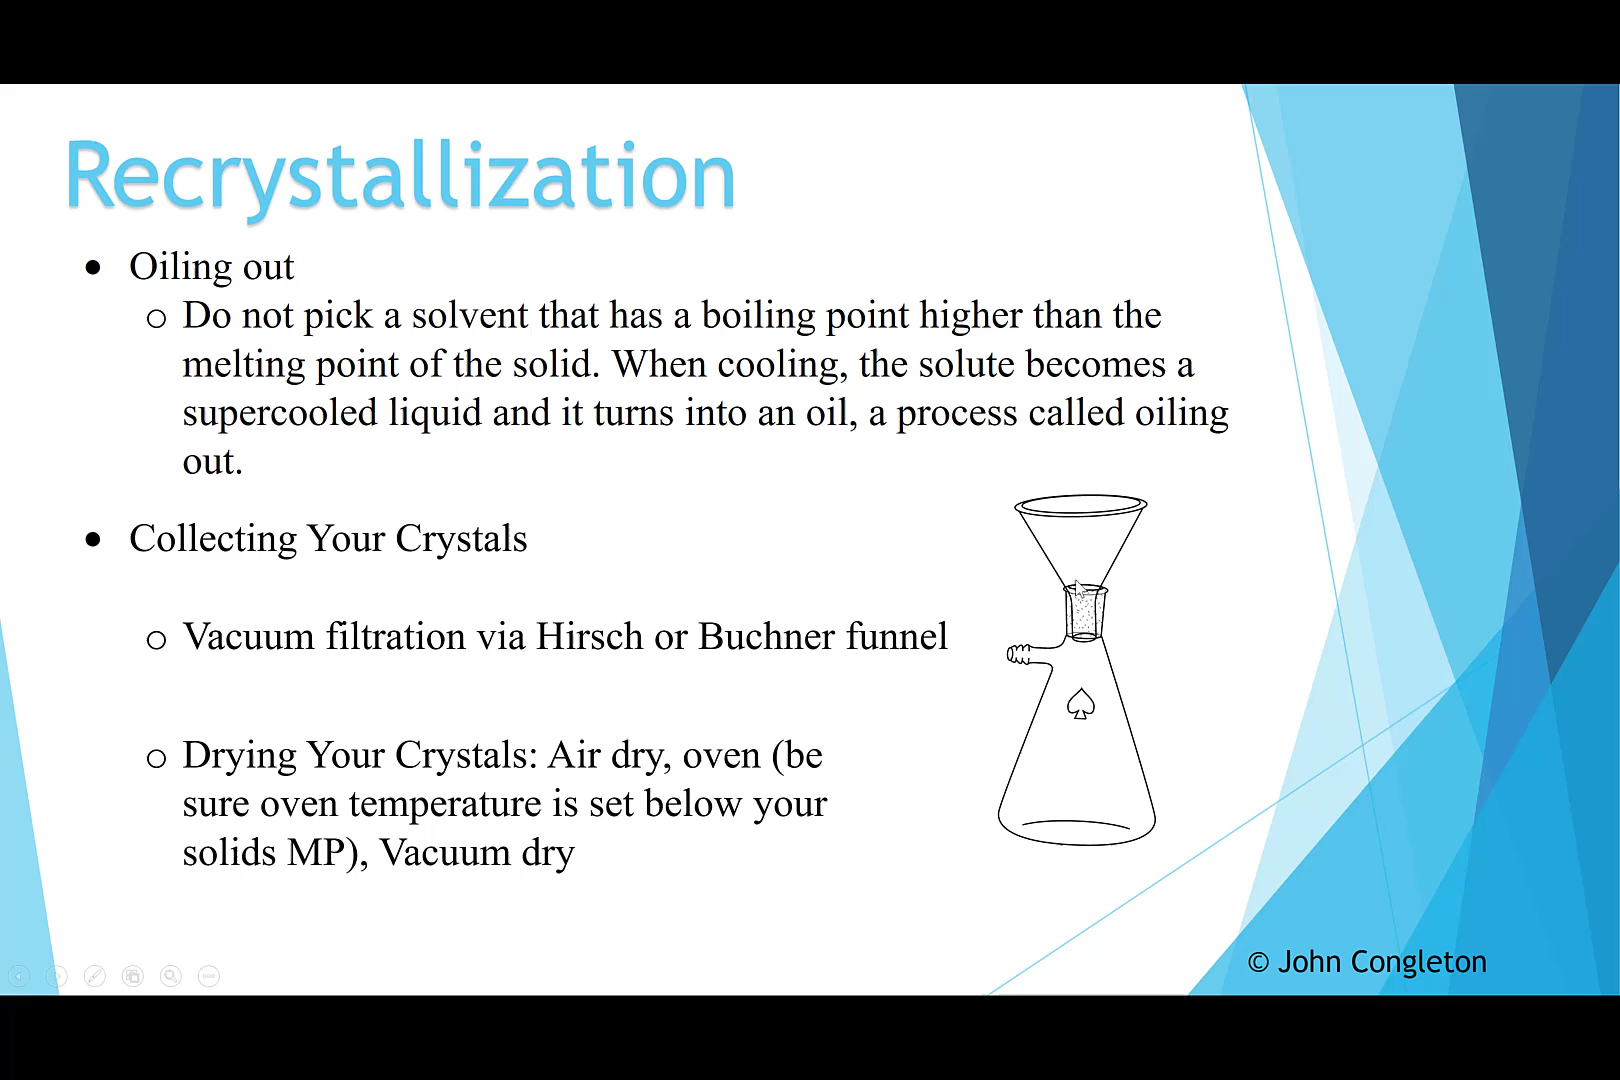 Recrystallization
• Oiling out
o Do not pick a solvent that has a boiling point higher than the
melting point of the solid. When cooling, the solute becomes a
supercooled liquid and it turns into an oil, a process called oiling
out.
• Collecting Your Crystals
o Vacuum filtration via Hirsch or Buchner funnel
o Drying Your Crystals: Air dry, oven (be
sure oven temperature is set below your
solids MP), Vacuum dry
© John Congleton